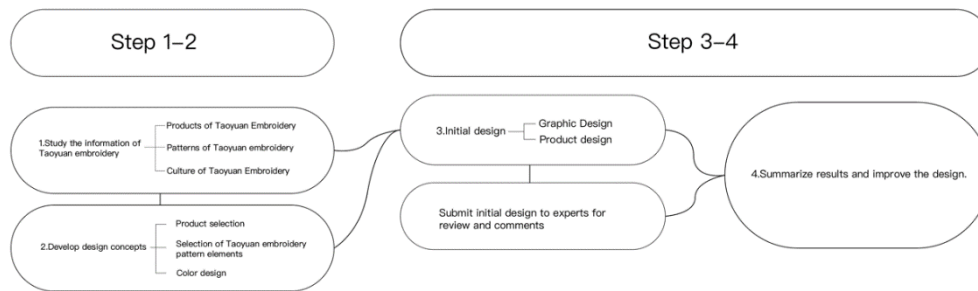 Step 1–2
Step 3–4
1.Study the information of
Taoyuan embroidery
Products of Taoyuan Embroidery
Patterns of Taoyuan embroidery
Culture of Taoyuan Embroidery
2.Develop design concepts
Product selection
Selection of Taoyuan embroidery
pattern elements
Color design
3.Initial design
Graphic Design
Product design
Submit initial design to experts for
review and comments
4.Summarize results and improve the design.